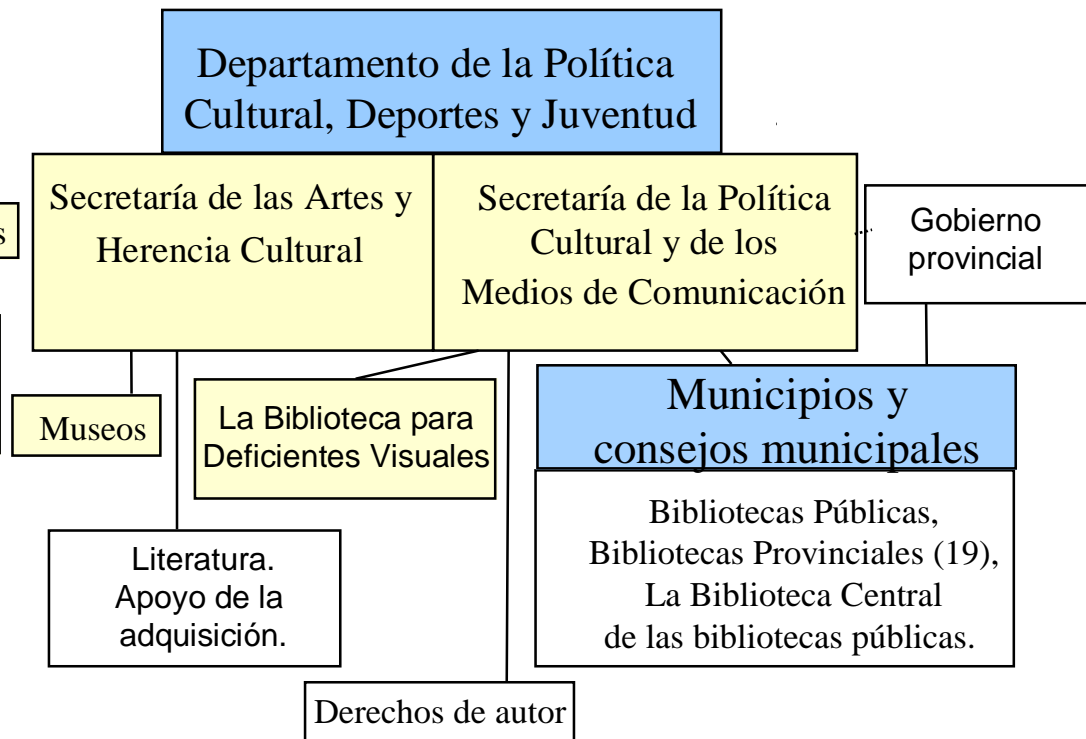 Departamento de la Política
Cultural, Deportes y Juventud
Secretaría de las Artes y
Herencia Cultural
Secretaría de la Política
Cultural y de los
Medios de Comunicación
Gobierno
provincial
Museos
La Biblioteca para
Deficientes Visuales
Municipios y
consejos municipales
Bibliotecas Públicas,
Bibliotecas Provinciales (19),
La Biblioteca Central
de las bibliotecas públicas.
Literatura.
Apoyo de la
adquisición.
Derechos de autor